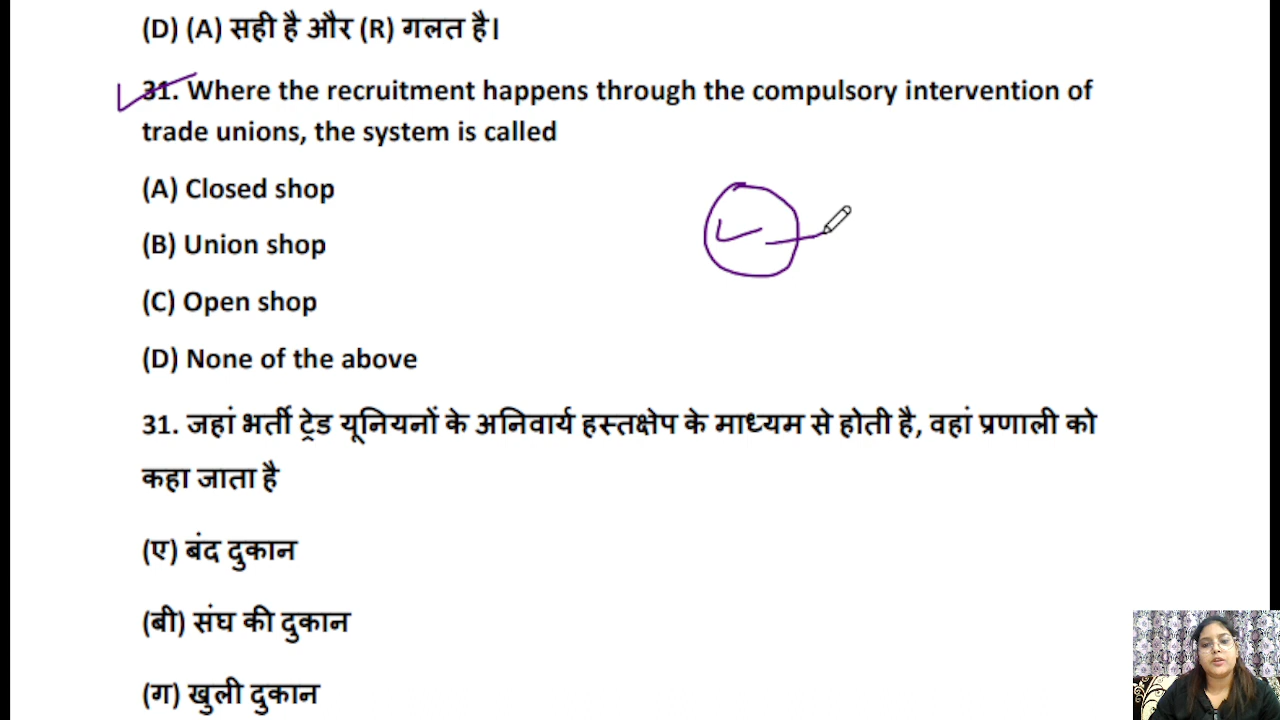 (D) (A) सही है और (R) गलत है।
31. Where the recruitment happens through the compulsory intervention of
trade unions, the system is called
(A) Closed shop
(B) Union shop
(C) Open shop
(D) None of the above
31. जहां भर्ती ट्रेड यूनियनों के अनिवार्य हस्तक्षेप के माध्यम से होती है, वहां प्रणाली को
कहा जाता है
(ए) बंद दुकान
(बी) संघ की दुकान
(ग) खुली दुकान